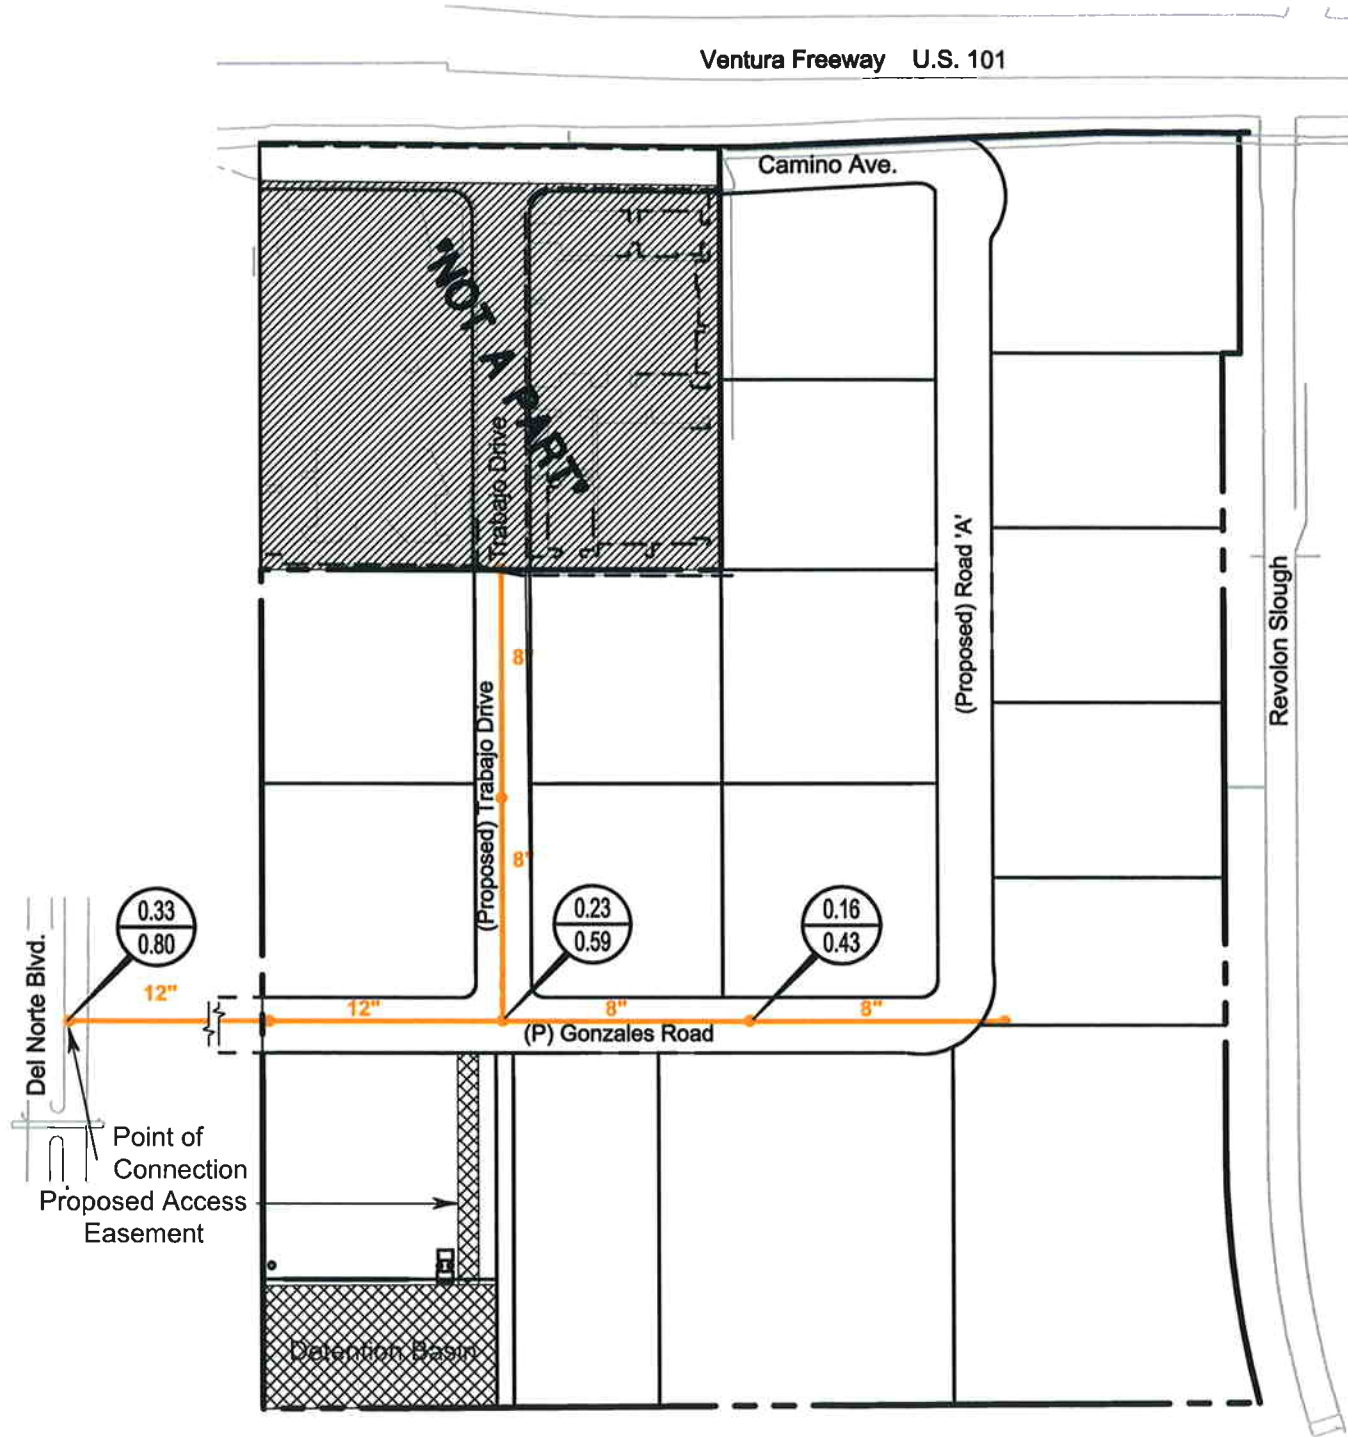 Ventura Freeway U.S. 101
Camino Ave.
"NOT A PART"
Trabajo Drive
(Proposed) Road 'A'
Revolon Slough
8"
(Proposed) Trabajo Drive
8"
0.33
0.80
0.23
0.59
0.16
0.43
Del Norte Blvd.
12"
12"
8"
8"
(P) Gonzales Road
Point of
Connection
Proposed Access
Easement
Detention Basin